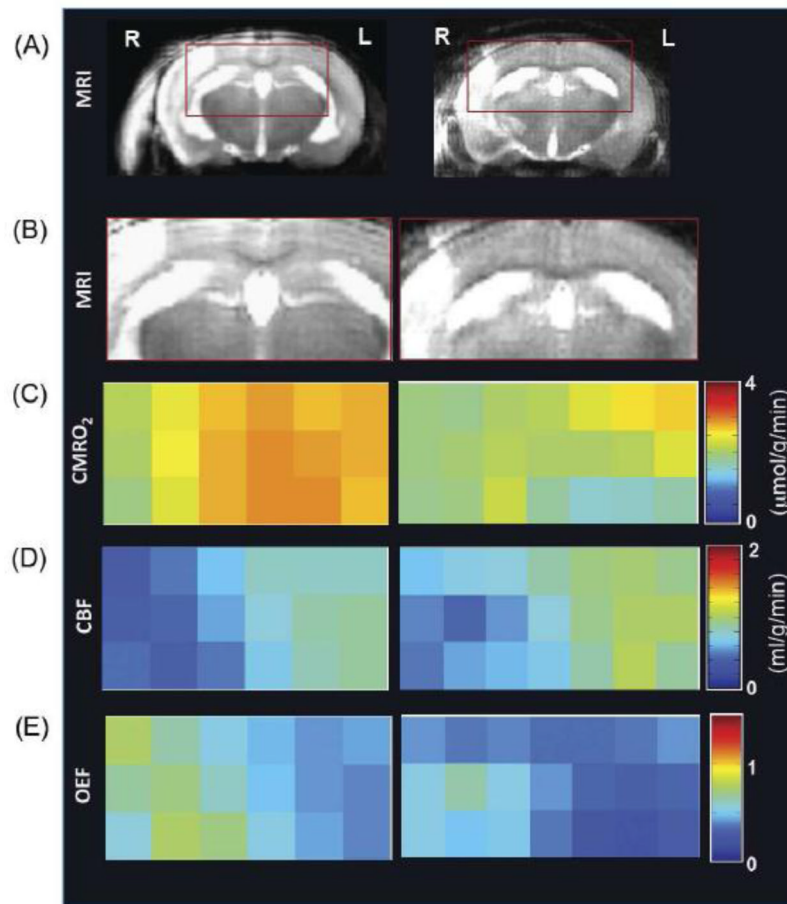 (A)
MRI
R L
R L
(B)
MRI
(C)
CMRO₂
4
0
(μmol/g/min)
(D)
CBF
2
0
(ml/g/min)
(E)
OEF
1
0